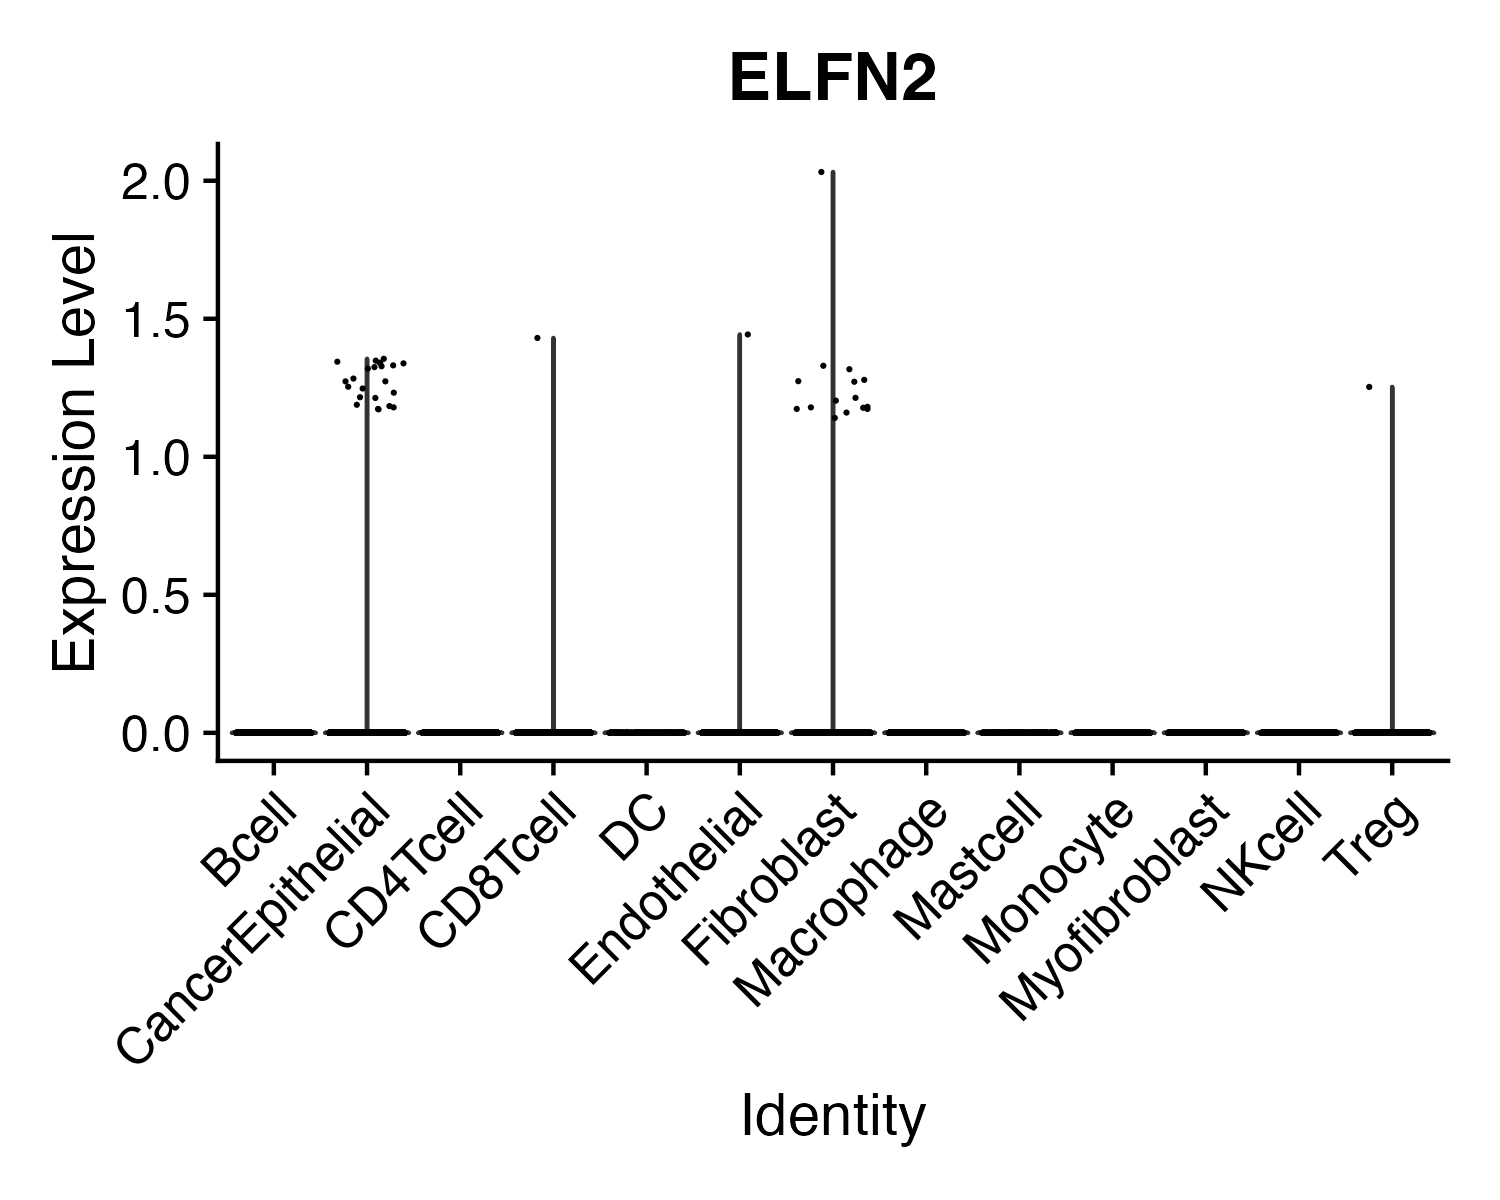 ELFN2
Expression Level
2.0
1.5
1.0
0.5
0.0
Bcell
CancerEpithelial
CD4Tcell
CD8Tcell
DC
Endothelial
Fibroblast
Macrophage
Mastcell
Monocyte
Myofibroblast
NKcell
Treg
Identity